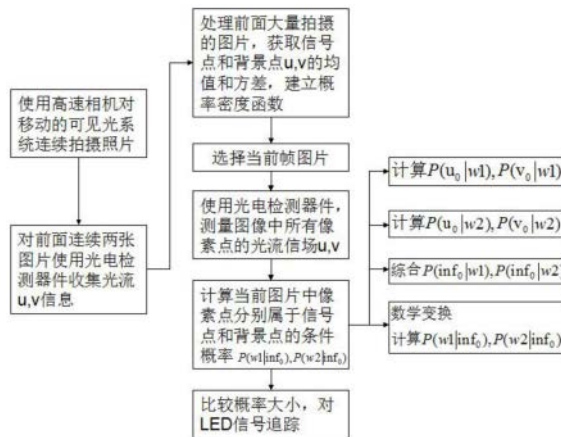 使用高速相机对
移动的可见光系
统连续拍摄照片
对前面连续两张
图片使用光电检
测器件收集光流
u,v信息
处理前面大量拍摄
的图片，获取信号
点和背景点u,v的均
值和方差，建立概
率密度函数
选择当前帧图片
使用光电检测器件，
测量图像中所有像
素点的光流信场u,v
计算当前图片中像
素点分别属于信号
点和背景点的条件
概率 P(w1|inf₀),P(w2|inf₀)
比较概率大小，对
LED信号追踪
计算P(u₀|w1),P(v₀|w1)
计算P(u₀|w2),P(v₀|w2)
综合P(inf₀|w1),P(inf₀|w2)
数学变换
计算P(w1|inf₀),P(w2|inf₀)